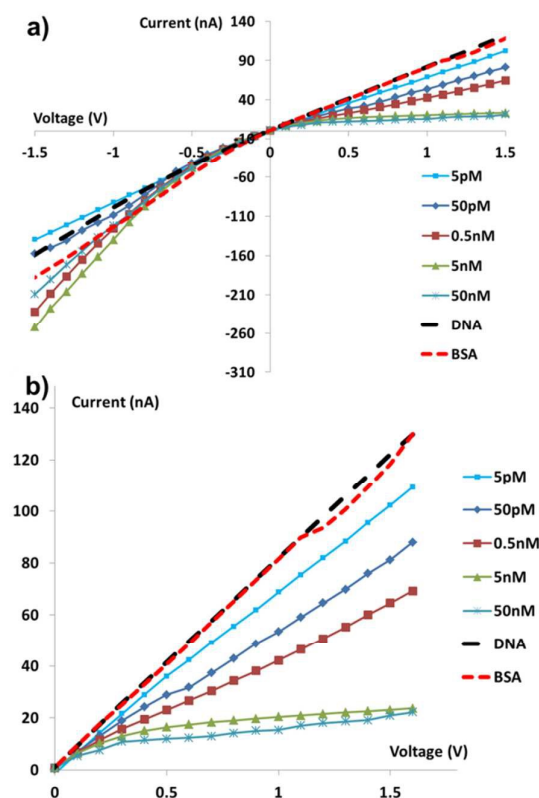 a)
Current (nA)
140
90
40
-10
-60
-110
-160
-210
-260
-310
Voltage (V)
-1.5
-1
-0.5
0
0.5
1
1.5
5pM
50pM
0.5nM
5nM
50nM
DNA
BSA
b)
Current (nA)
140
120
100
80
60
40
20
0
0
0.5
1
1.5
Voltage (V)
5pM
50pM
0.5nM
5nM
50nM
DNA
BSA